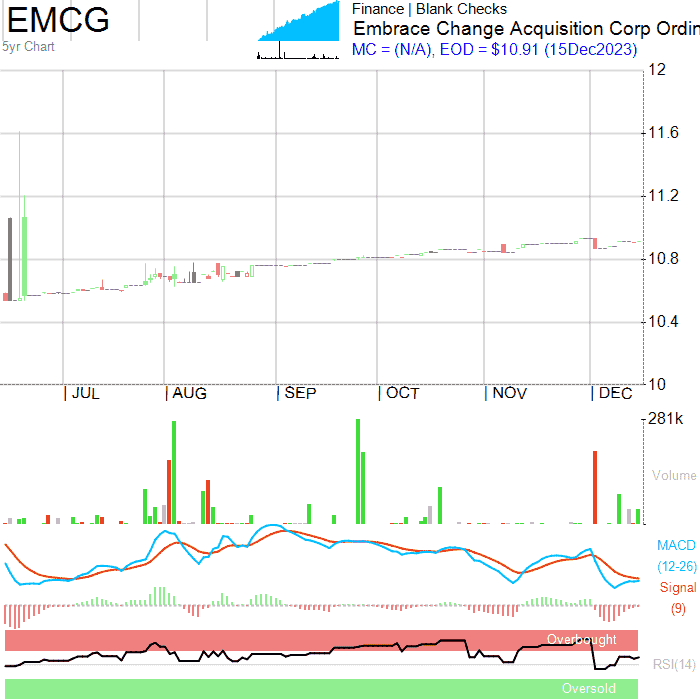 EMCG
5yr Chart
Finance | Blank Checks
Embrace Change Acquisition Corp Ordin
MC = (N/A), EOD = $10.91 (15Dec2023)
12
11.6
11.2
10.8
10.4
10
JUL
AUG
SEP
OCT
NOV
DEC
281k
Volume
MACD
(12-26)
Signal
(9)
Overbought
RSI(14)
Oversold